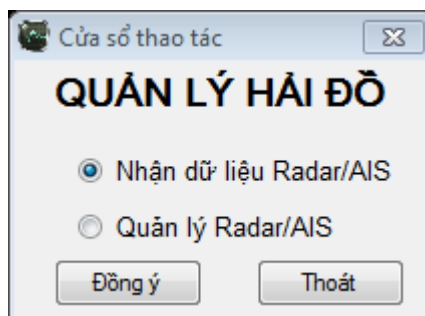 Cửa sổ thao tác
QUẢN LÝ HẢI ĐỒ
Nhận dữ liệu Radar/AIS
Quản lý Radar/AIS
Đồng ý Thoát